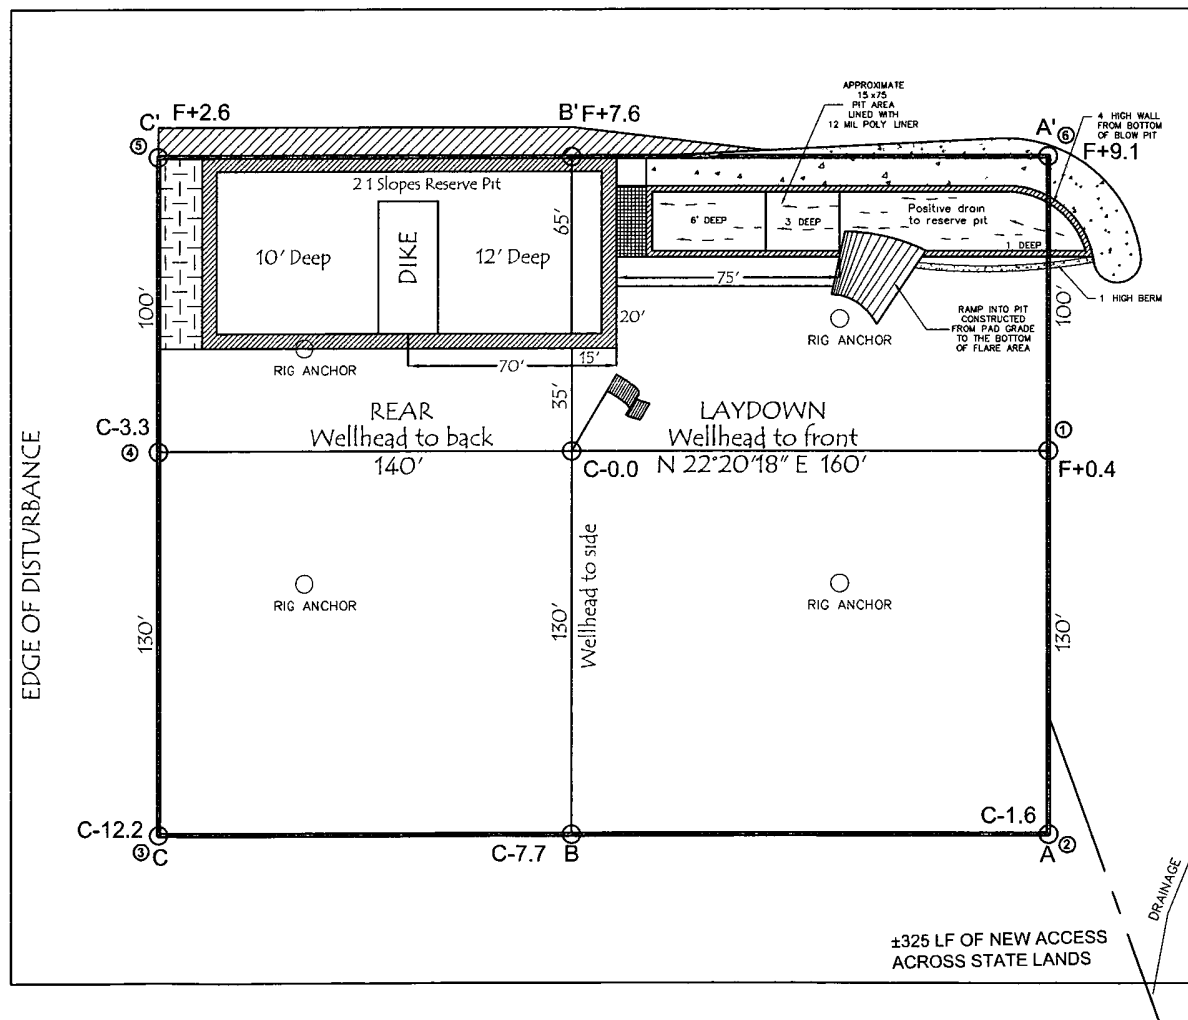 C' F+2.6
B' F+7.6
APPROXIMATE
15 x75
PIT AREA
LINED WITH
12 MIL POLY LINER
4 HIGH WALL
FROM BOTTOM
OF BLOW PIT
A' ⑥
F+9.1
⑤
2 1 Slopes Reserve Pit
10' Deep
DIKE
12' Deep
65'
6' DEEP
3 DEEP
Positive drain
to reserve pit
1 DEEP
75'
1 HIGH BERM
100'
100'
20'
RAMP INTO PIT
CONSTRUCTED
FROM PAD GRADE
TO THE BOTTOM
OF FLARE AREA
RIG ANCHOR
RIG ANCHOR
15'
70'
35'
C-3.3
④
REAR
Wellhead to back
140'
LAYDOWN
Wellhead to front
N 22°20'18" E 160'
C-0.0
①
F+0.4
EDGE OF DISTURBANCE
RIG ANCHOR
RIG ANCHOR
130'
130'
Wellhead to side
130'
C-12.2
③ C
C-7.7 B
C-1.6
A ②
DRAINAGE
±325 LF OF NEW ACCESS
ACROSS STATE LANDS